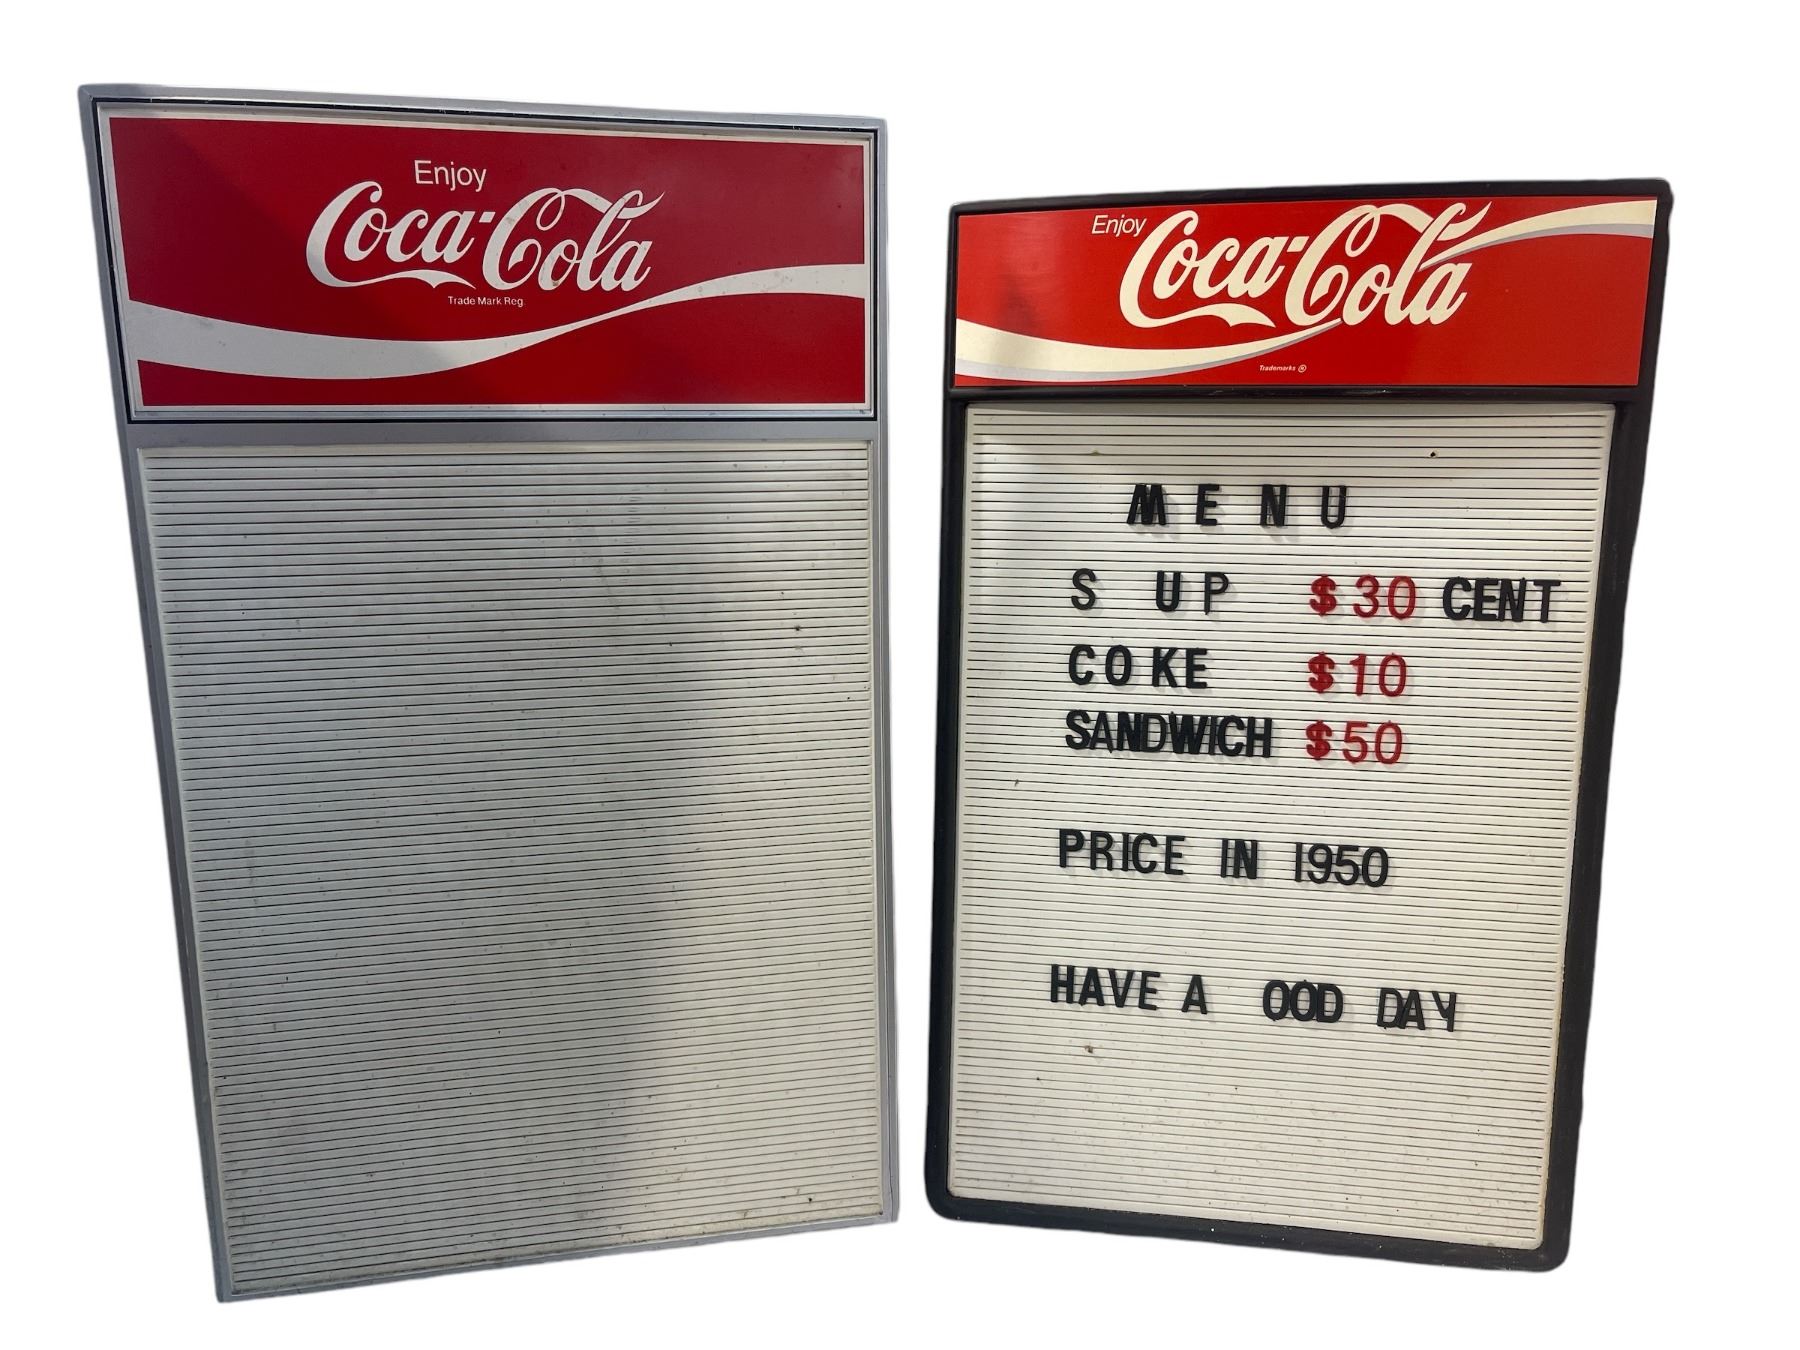 Enjoy
Coca-Cola
Trade Mark Reg.
Enjoy
Coca-Cola
Trademarks ®
MENU
S UP $30 CENT
COKE $10
SANDWICH $50
PRICE IN 1950
HAVE A OOD DAY